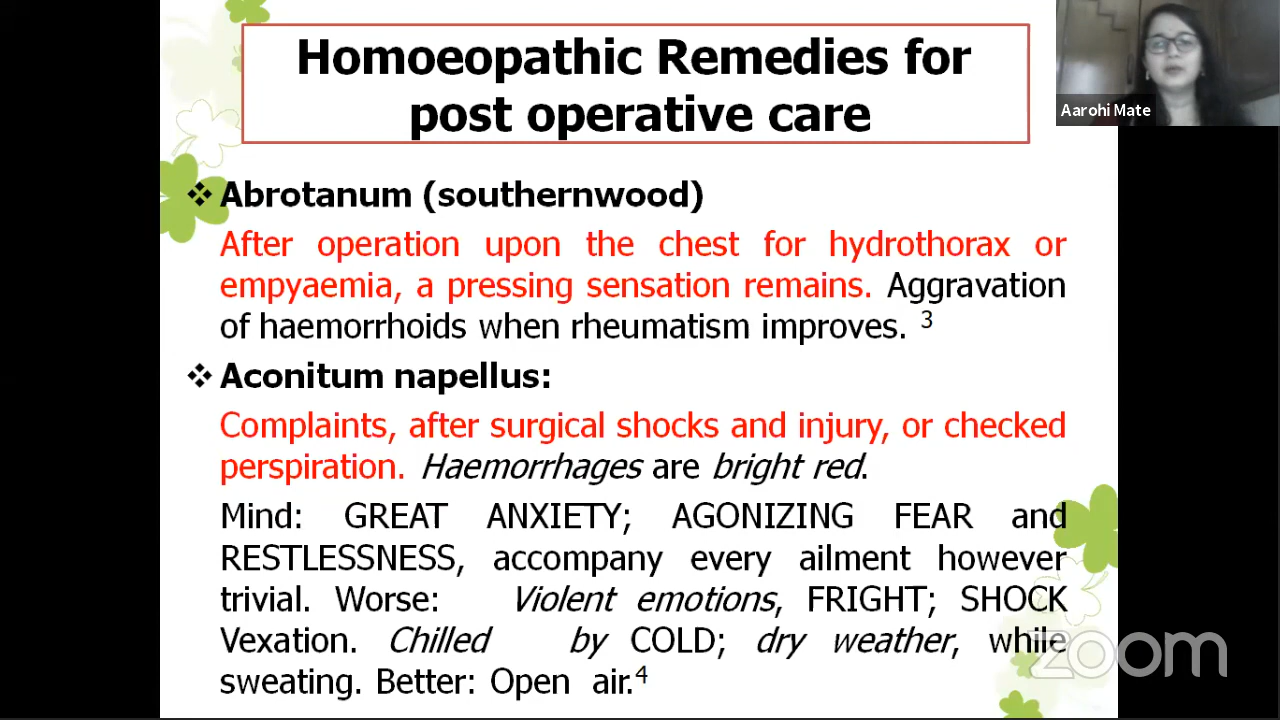 Homoeopathic Remedies for
post operative care
Aarohi Mate
❖ Abrotanum (southernwood)
After operation upon the chest for hydrothorax or
empyaemia, a pressing sensation remains. Aggravation
of haemorrhoids when rheumatism improves. 3
❖ Aconitum napellus:
Complaints, after surgical shocks and injury, or checked
perspiration. Haemorrhages are bright red.
Mind: GREAT ANXIETY; AGONIZING FEAR and
RESTLESSNESS, accompany every ailment however
trivial. Worse: Violent emotions, FRIGHT; SHOCK
Vexation. Chilled by COLD; dry weather, while
sweating. Better: Open air.4
zoom